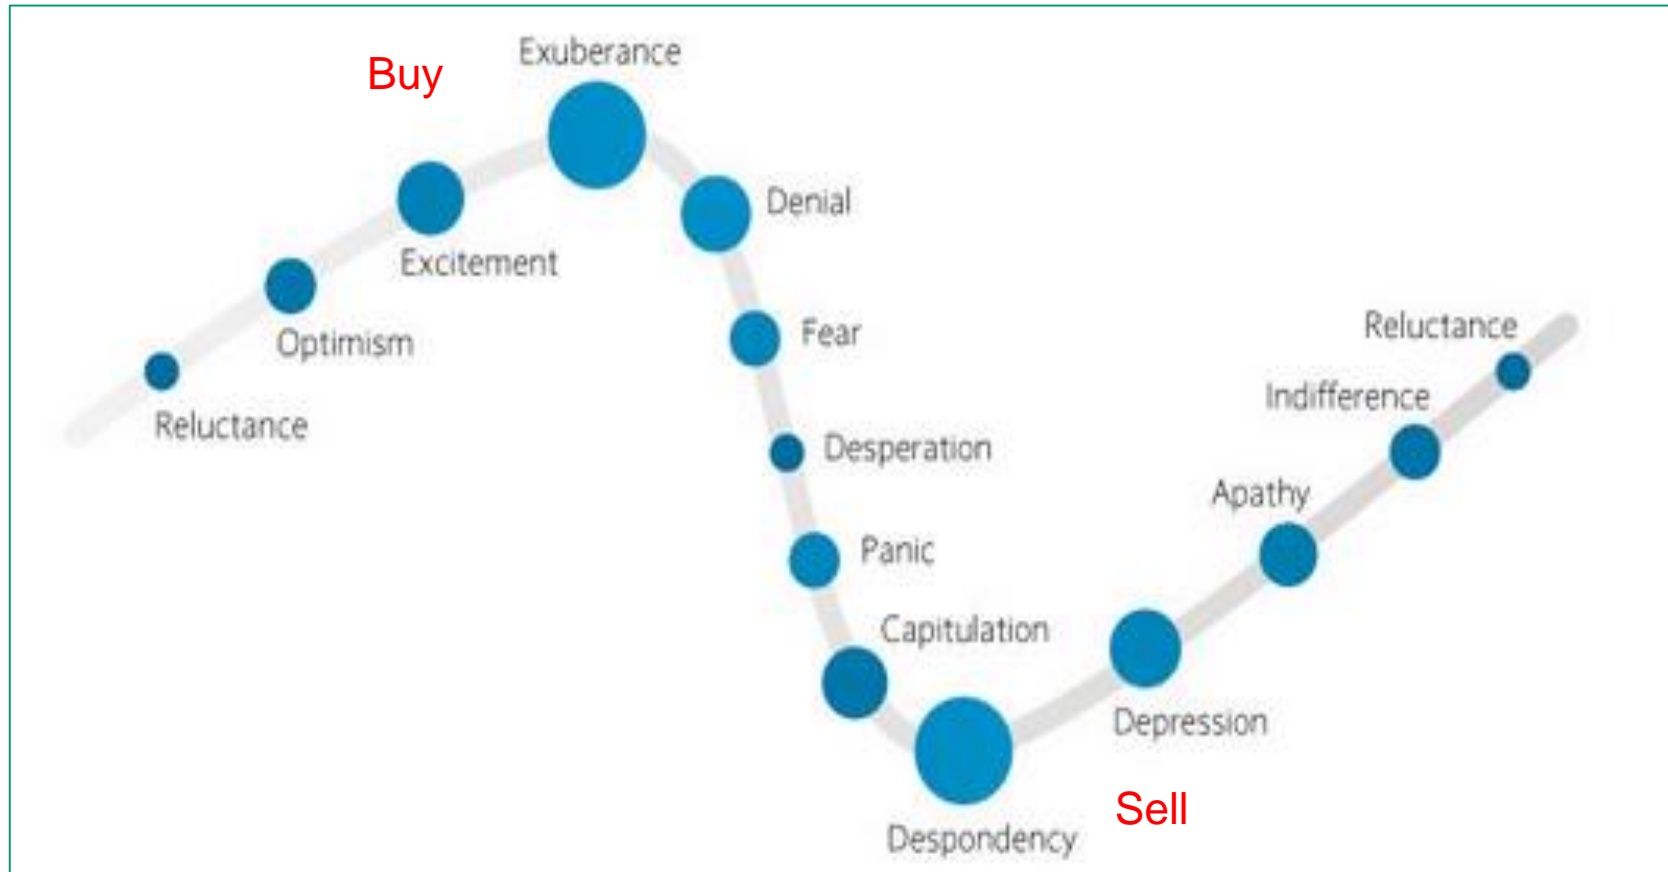 Buy
Exuberance
Denial
Excitement
Fear
Optimism
Reluctance
Desperation
Panic
Capitulation
Despondency
Sell
Depression
Apathy
Indifference
Reluctance